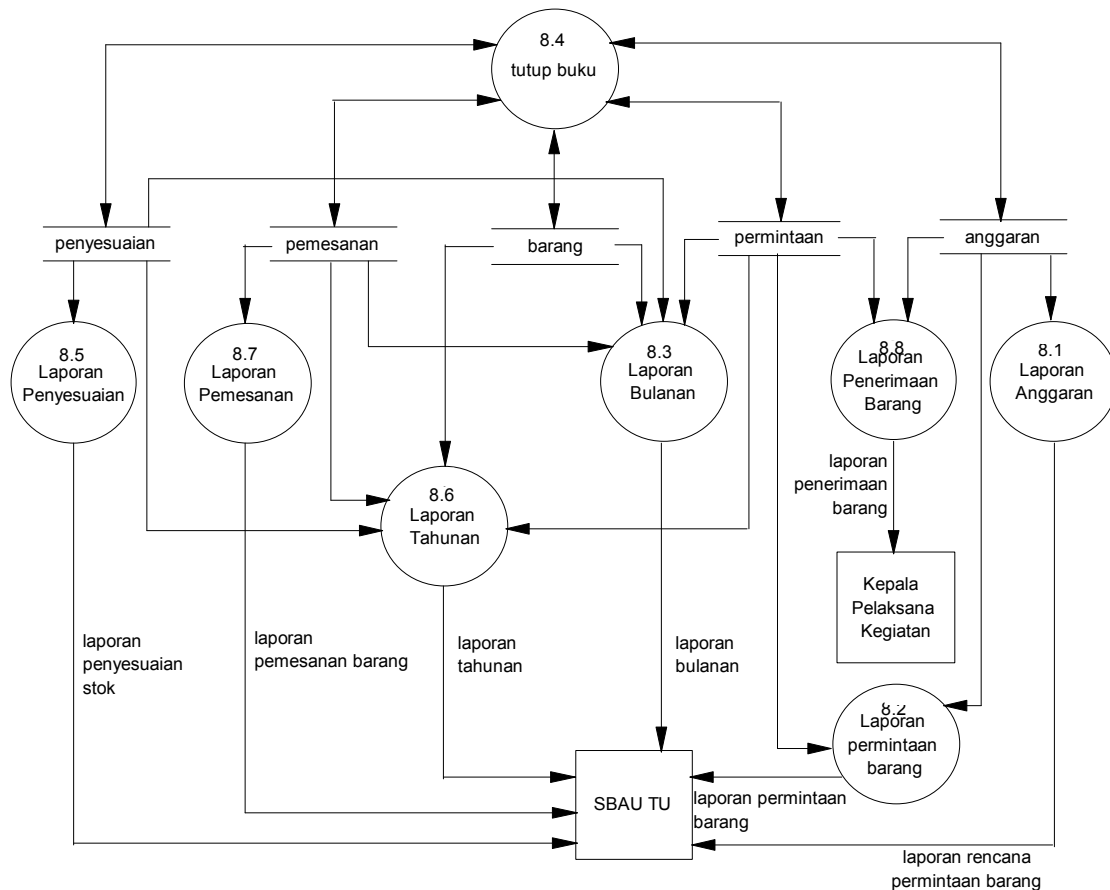 8.4
tutup buku
penyesuaian
pemesanan
barang
permintaan
anggaran
8.5
Laporan
Penyesuaian
8.7
Laporan
Pemesanan
8.3
Laporan
Bulanan
8.8
Laporan
Penerimaan
Barang
8.1
Laporan
Anggaran
laporan
penerimaan
barang
8.6
Laporan
Tahunan
Kepala
Pelaksana
Kegiatan
laporan
penyesuaian
stok
laporan
pemesanan barang
laporan
tahunan
laporan
bulanan
8.2
Laporan
permintaan
barang
SBAU TU
laporan permintaan
barang
laporan rencana
permintaan barang